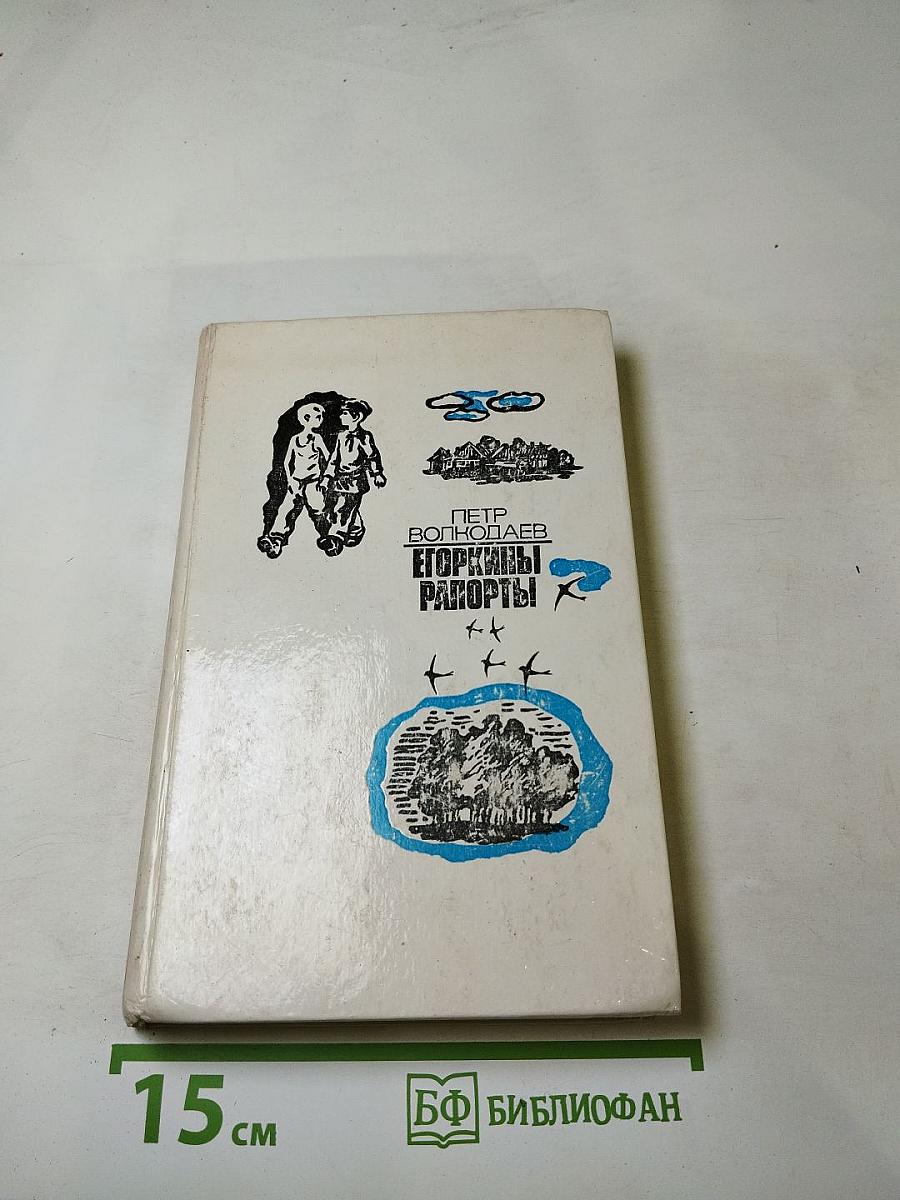 ПЕТР
ВОЛКОДАЕВ
ЕГОРКИНЫ
РАПОРТЫ
15 см
БФ БИБЛИОФАН